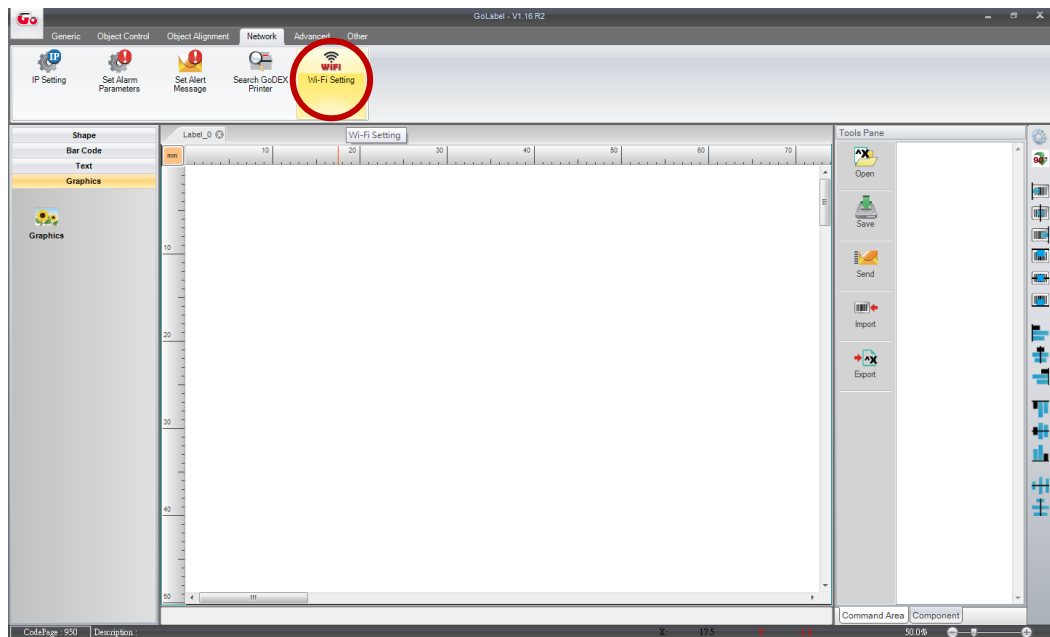 Go
GoLabel - V1.16 R2
Generic Object Control Object Alignment Network Advanced Other
IP
WiFi
IP Setting
Set Alarm
Parameters
Set Alert
Message
Search GoDEX
Printer
Wi-Fi Setting
Shape
Bar Code
Text
Graphics
Graphics
Label_0
Wi-Fi Setting
mm
10 20 30 40 50 60 70
10
20
30
40
50
Tools Pane
Open
Save
Send
Import
Export
90°
Command Area Component
CodePage : 950 Description :
X: 17.5
50.0%